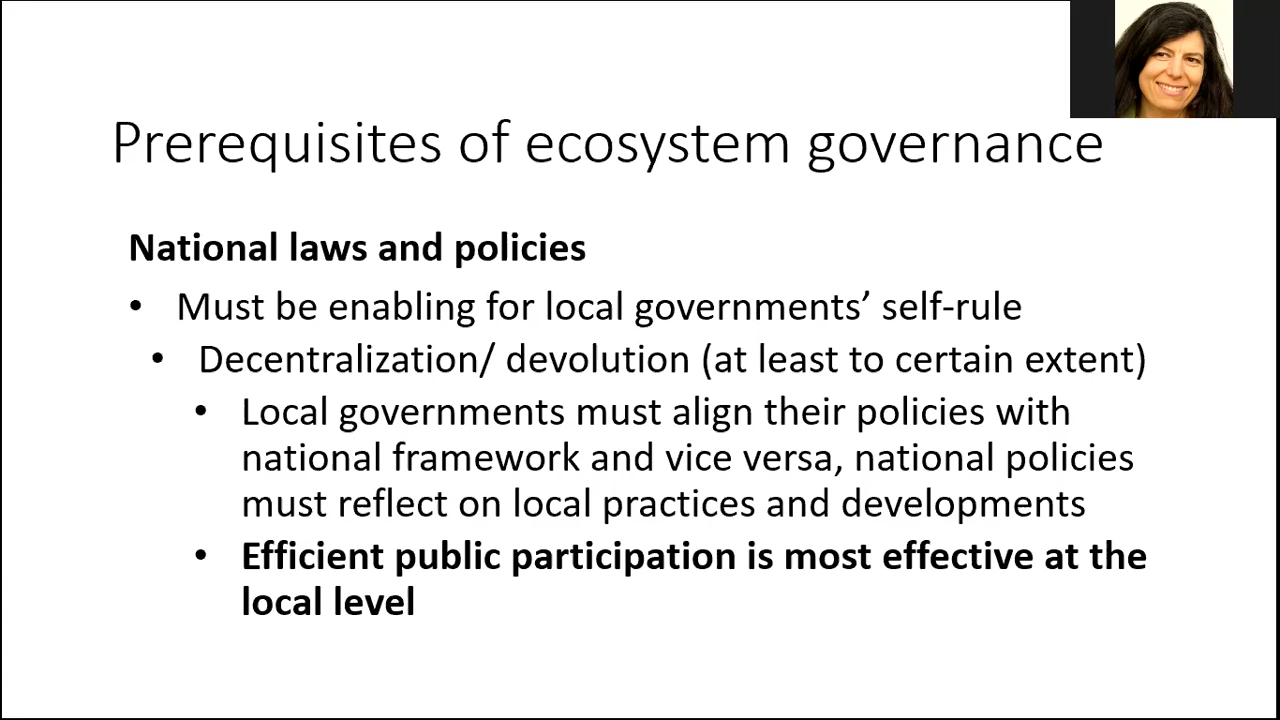 Prerequisites of ecosystem governance
National laws and policies
• Must be enabling for local governments’ self-rule
• Decentralization/ devolution (at least to certain extent)
• Local governments must align their policies with
national framework and vice versa, national policies
must reflect on local practices and developments
• Efficient public participation is most effective at the
local level